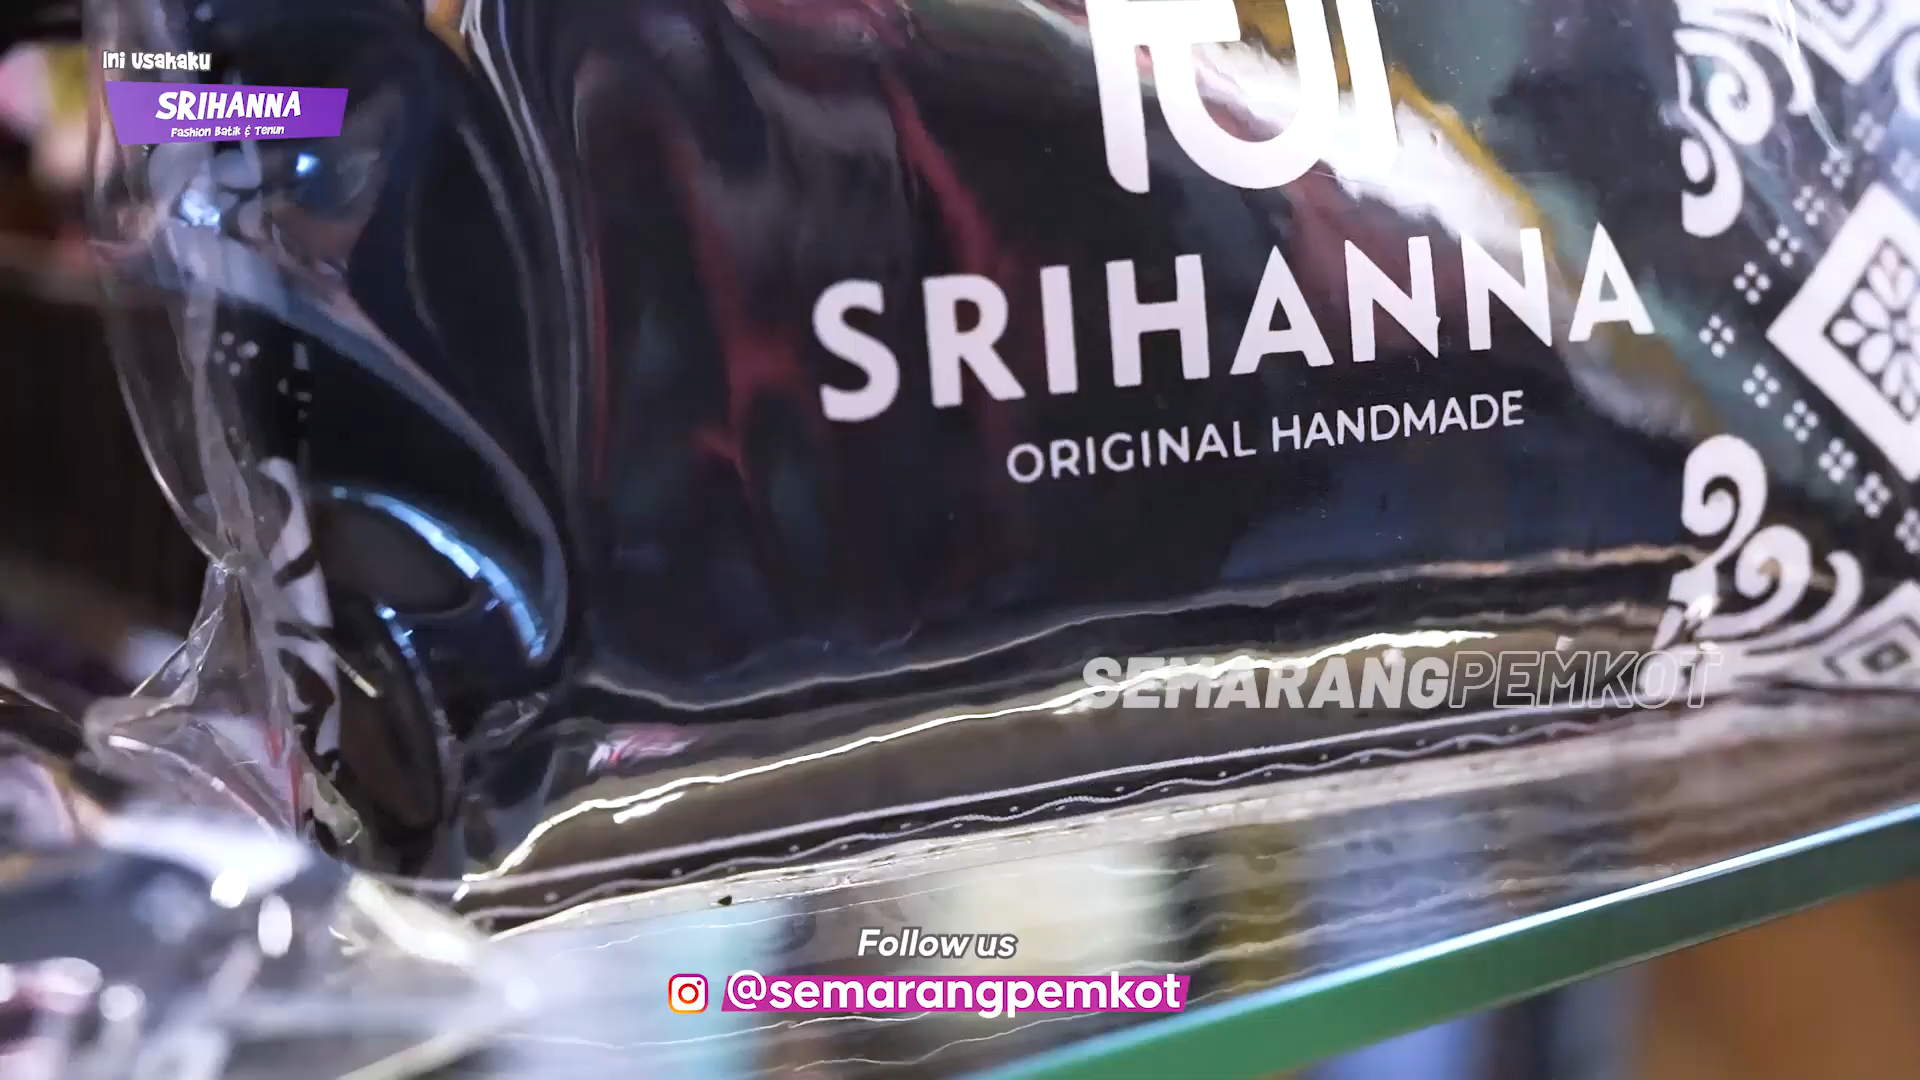 Ini usahaku
SRIHANNA
Fashion Batik & Tenun
SRIHANNA
ORIGINAL HANDMADE
SEMARANGPEMKOT
Follow us
@semarangpemkot